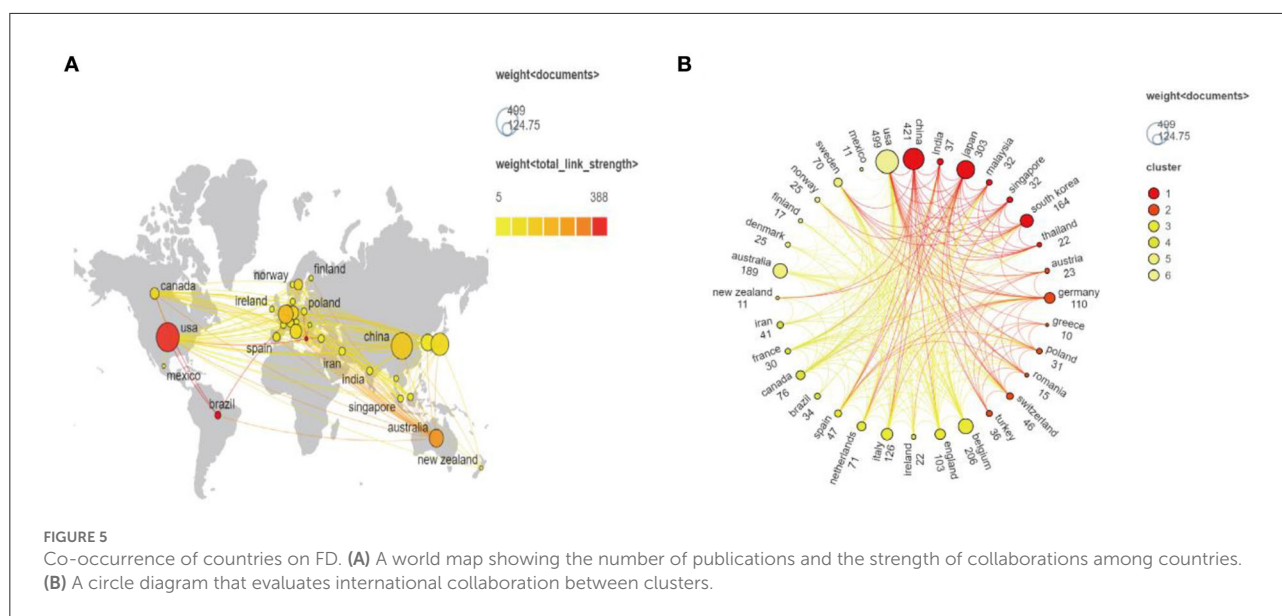 A
weight<documents>
499
124.75
weight<total_link_strength>
5 388
norway
finland
canada
ireland
poland
usa
china
spain
iran
mexico
india
brazil
singapore
australia
new zealand
B
weight<documents>
499
124.75
cluster
1
2
3
4
5
6
usa
499
china
421
india
37
japan
303
malaysia
32
singapore
32
south korea
164
thailand
22
austria
23
germany
110
greece
10
poland
31
romania
15
switzerland
46
turkey
36
belgium
206
england
103
ireland
22
italy
126
netherlands
71
spain
47
brazil
34
canada
76
france
30
iran
41
new zealand
11
australia
189
denmark
25
finland
17
norway
25
sweden
70
mexico
11
FIGURE 5
Co-occurrence of countries on FD. (A) A world map showing the number of publications and the strength of collaborations among countries.
(B) A circle diagram that evaluates international collaboration between clusters.